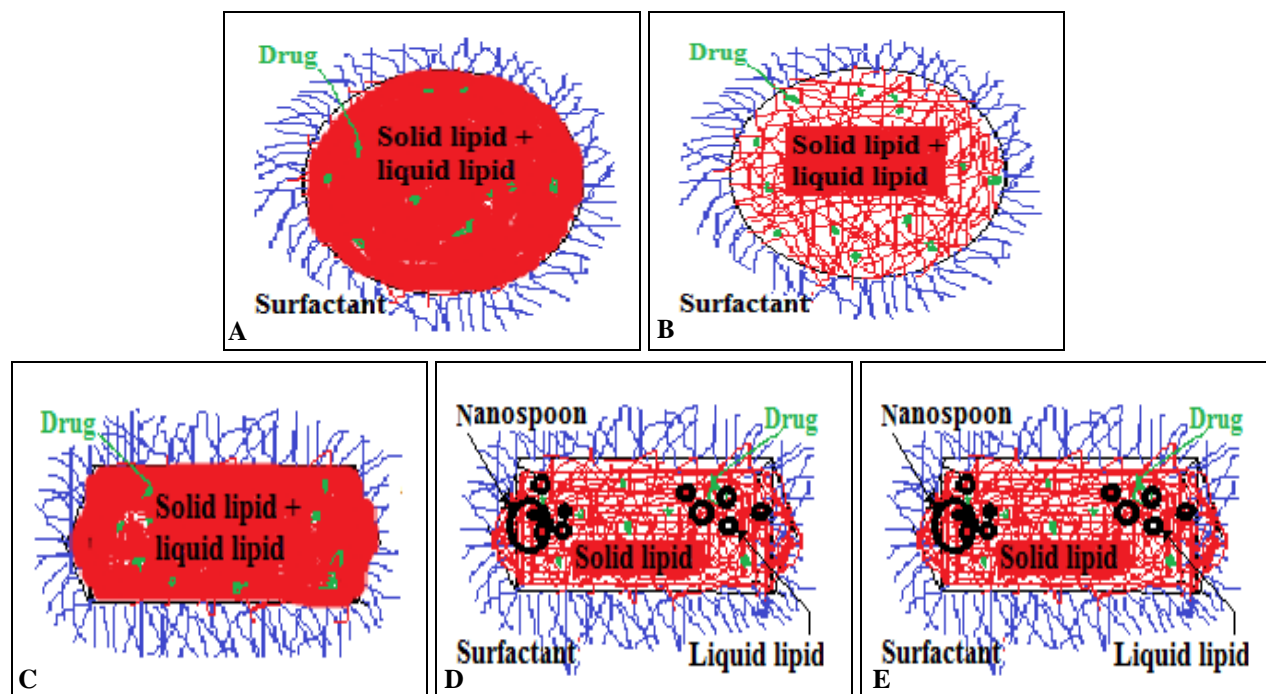 Drug
Solid lipid +
liquid lipid
Surfactant
A
Drug
Solid lipid +
liquid lipid
Surfactant
B
Drug
Solid lipid +
liquid lipid
C
Nanospoon
Drug
Solid lipid
Surfactant
Liquid lipid
D
Nanospoon
Drug
Solid lipid
Surfactant
Liquid lipid
E